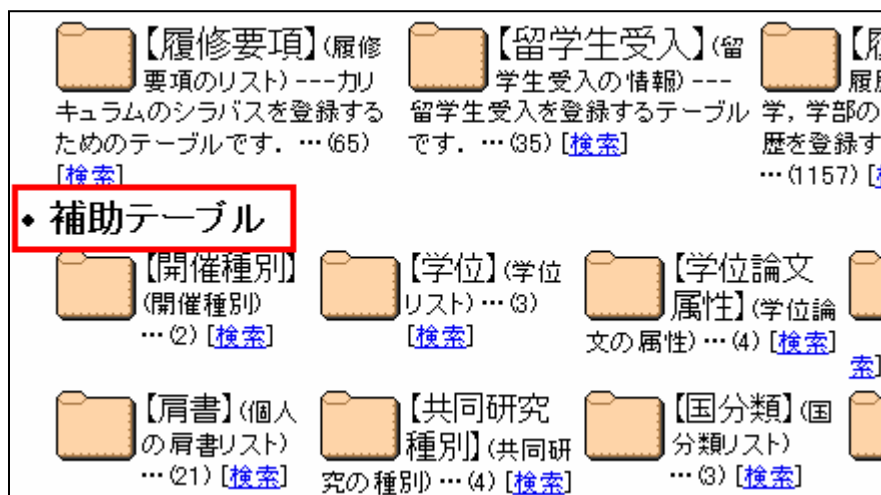 【履修要項】(履修
要項のリスト) ---カリ
キュラムのシラバスを登録する
ためのテーブルです．…(65)
[検索]
【留学生受入】(留
学生受入の情報) ---
留学生受入を登録するテーブル
です．…(35) [検索]
学, 学部の
歴を登録す
…(1157)
• 補助テーブル
【開催種別】
(開催種別)
…(2) [検索]
【学位】(学位
リスト) …(3)
[検索]
【学位論文
属性】(学位論
文の属性) …(4) [検索]
索]
【肩書】(個人
の肩書リスト)
…(21) [検索]
【共同研究
種別】(共同研
究の種別) …(4) [検索]
【国分類】(国
分類リスト)
…(3) [検索]